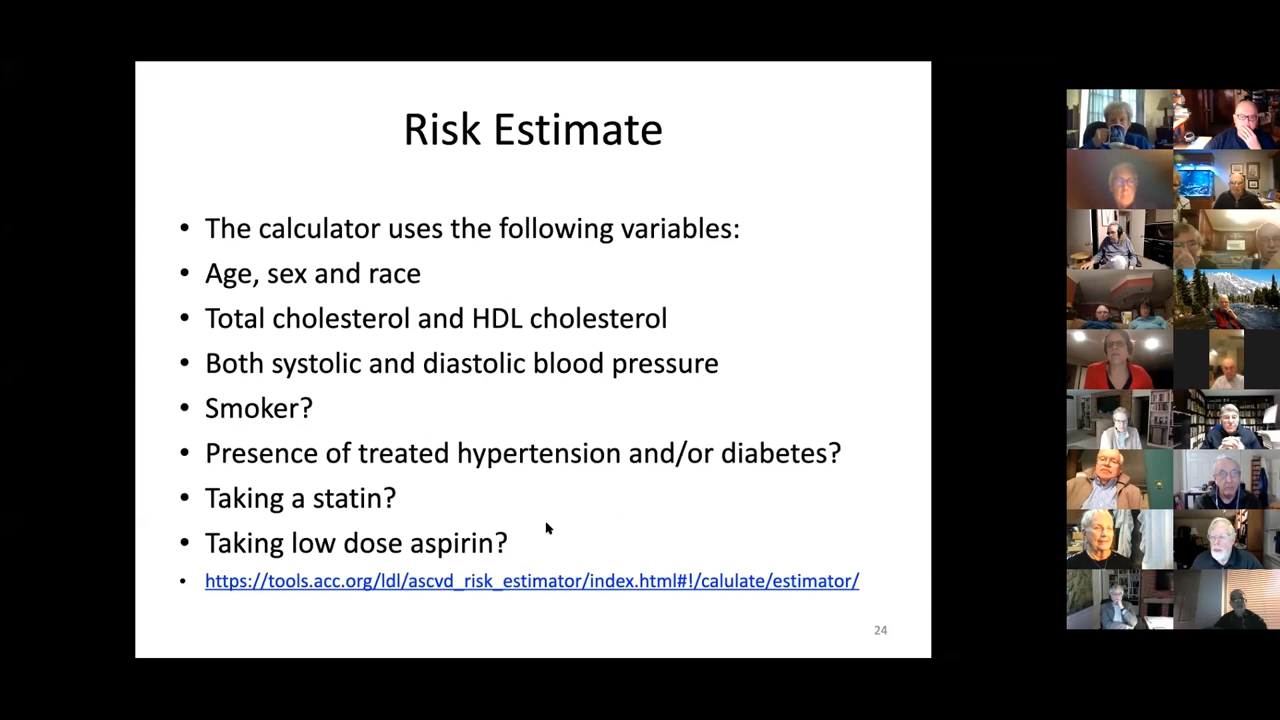 Risk Estimate
• The calculator uses the following variables:
• Age, sex and race
• Total cholesterol and HDL cholesterol
• Both systolic and diastolic blood pressure
• Smoker?
• Presence of treated hypertension and/or diabetes?
• Taking a statin?
• Taking low dose aspirin?
• https://tools.acc.org/ldl/ascvd_risk_estimator/index.html#!/calulate/estimator/
24